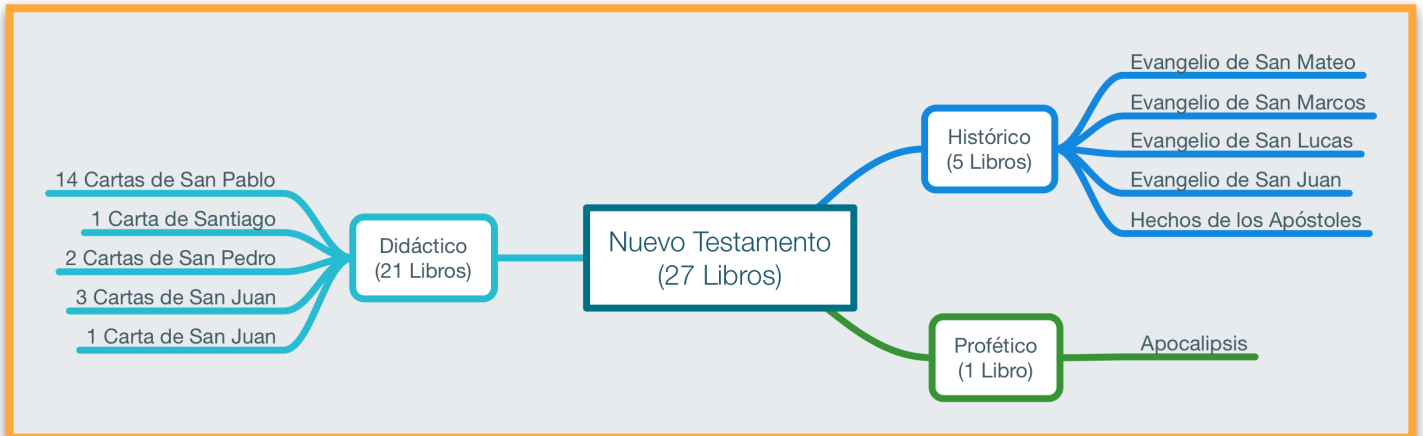 Nuevo Testamento
(27 Libros)
Histórico
(5 Libros)
Evangelio de San Mateo
Evangelio de San Marcos
Evangelio de San Lucas
Evangelio de San Juan
Hechos de los Apóstoles
Profético
(1 Libro)
Apocalipsis
Didáctico
(21 Libros)
14 Cartas de San Pablo
1 Carta de Santiago
2 Cartas de San Pedro
3 Cartas de San Juan
1 Carta de San Juan